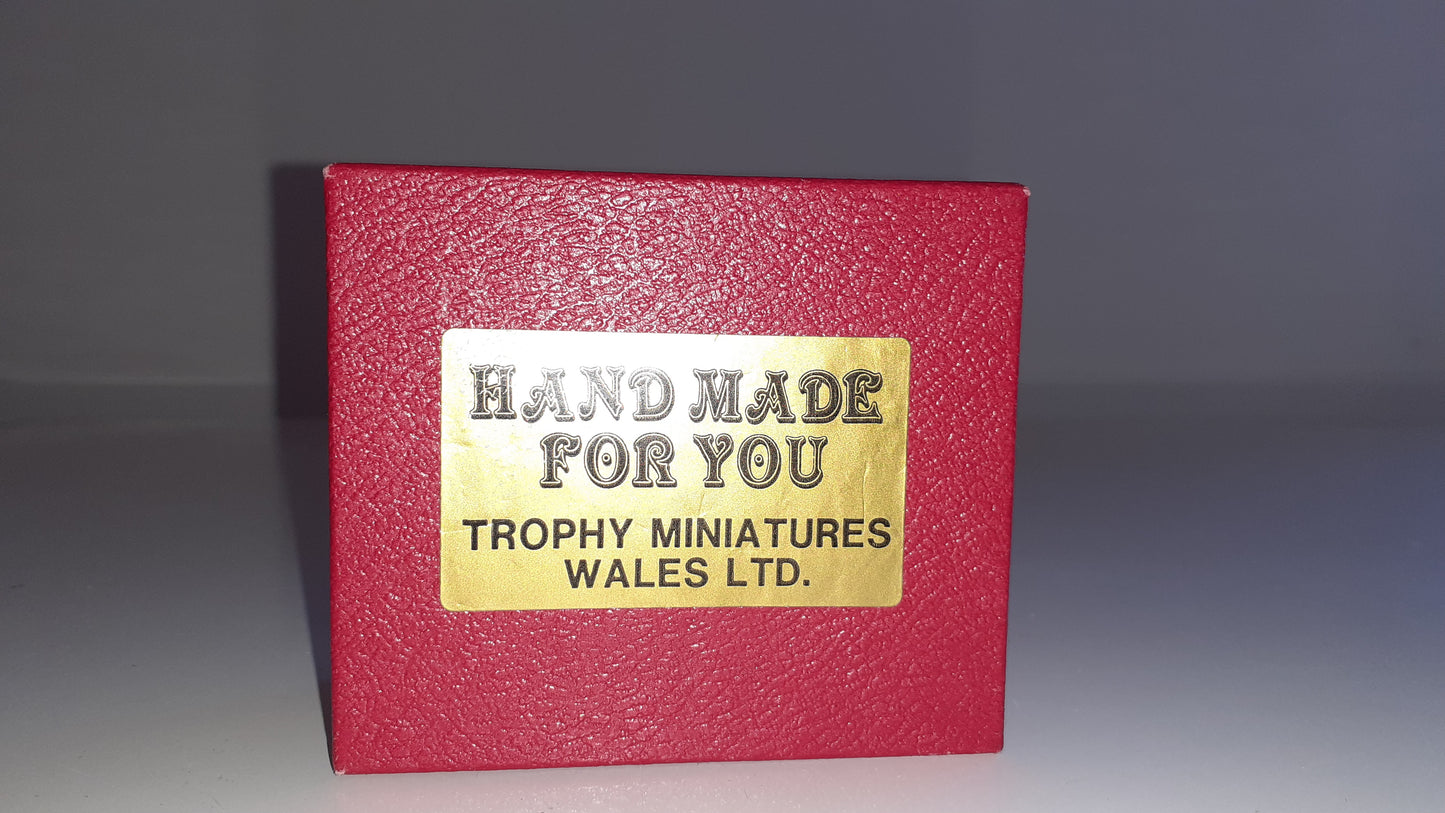 HAND MADE
FOR YOU
TROPHY MINIATURES
WALES LTD.